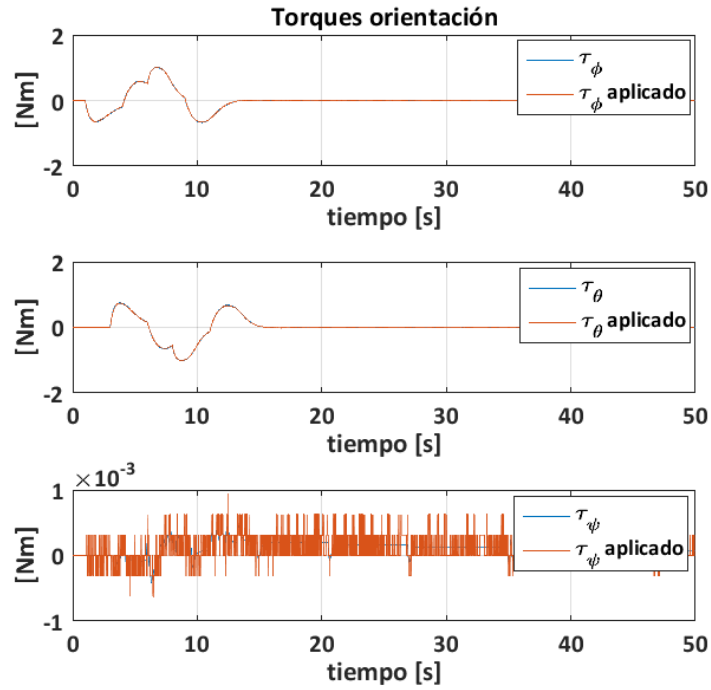 Torques orientación
2
0
-2
[Nm]
τ_ϕ
τ_ϕ aplicado
0 10 20 30 40 50
tiempo [s]
2
0
-2
[Nm]
τ_θ
τ_θ aplicado
0 10 20 30 40 50
tiempo [s]
×10^-3
1
0
-1
[Nm]
τ_ψ
τ_ψ aplicado
0 10 20 30 40 50
tiempo [s]